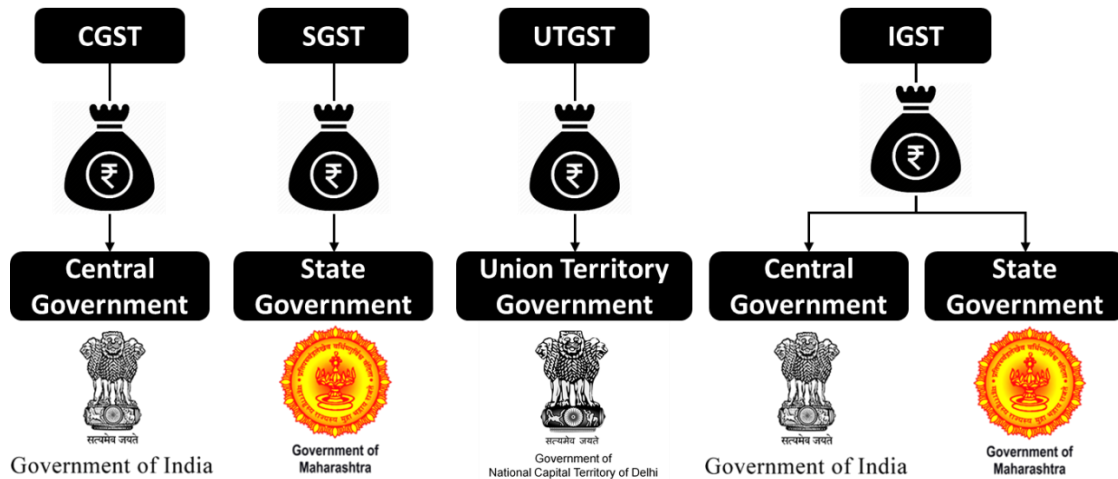 CGST
SGST
UTGST
IGST
₹
₹
₹
₹
Central
Government
State
Government
Union Territory
Government
Central
Government
State
Government
सत्यमेव जयते
Government of India
Government of
Maharashtra
सत्यमेव जयते
Government of
National Capital Territory of Delhi
सत्यमेव जयते
Government of India
Government of
Maharashtra